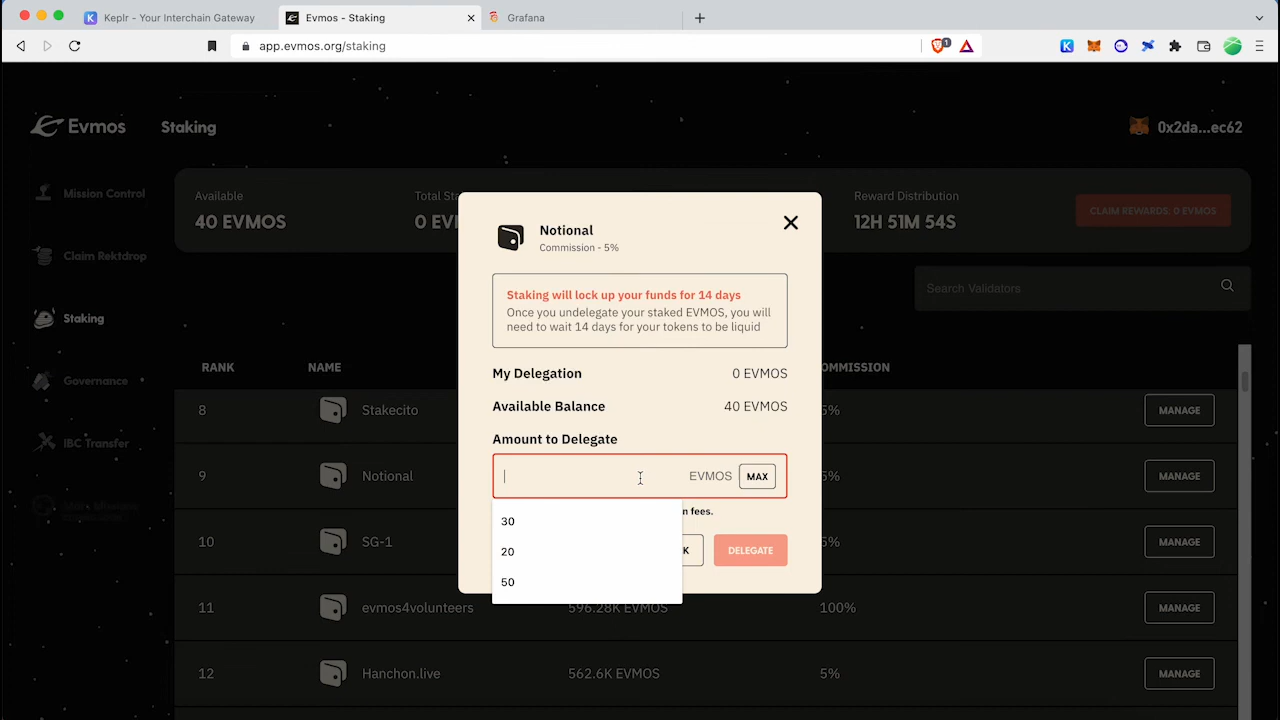 Keplr - Your Interchain Gateway
Evmos - Staking
Grafana
app.evmos.org/staking
1
Evmos
Staking
0x2da...ec62
Mission Control
Claim Rektdrop
Staking
Governance
IBC Transfer
Available
40 EVMOS
Total Sta
0 EV
Reward Distribution
12H 51M 54S
CLAIM REWARDS: 0 EVMOS
Search Validators
RANK
NAME
OMMISSION
8
Stakecito
5%
MANAGE
9
Notional
5%
MANAGE
10
SG-1
5%
MANAGE
11
evmos4volunteers
596.28K EVMOS
100%
MANAGE
12
Hanchon.live
562.6K EVMOS
5%
MANAGE
Notional
Commission - 5%
Staking will lock up your funds for 14 days
Once you undelegate your staked EVMOS, you will
need to wait 14 days for your tokens to be liquid
My Delegation
0 EVMOS
Available Balance
40 EVMOS
Amount to Delegate
EVMOS
MAX
n fees.
30
20
50
K
DELEGATE